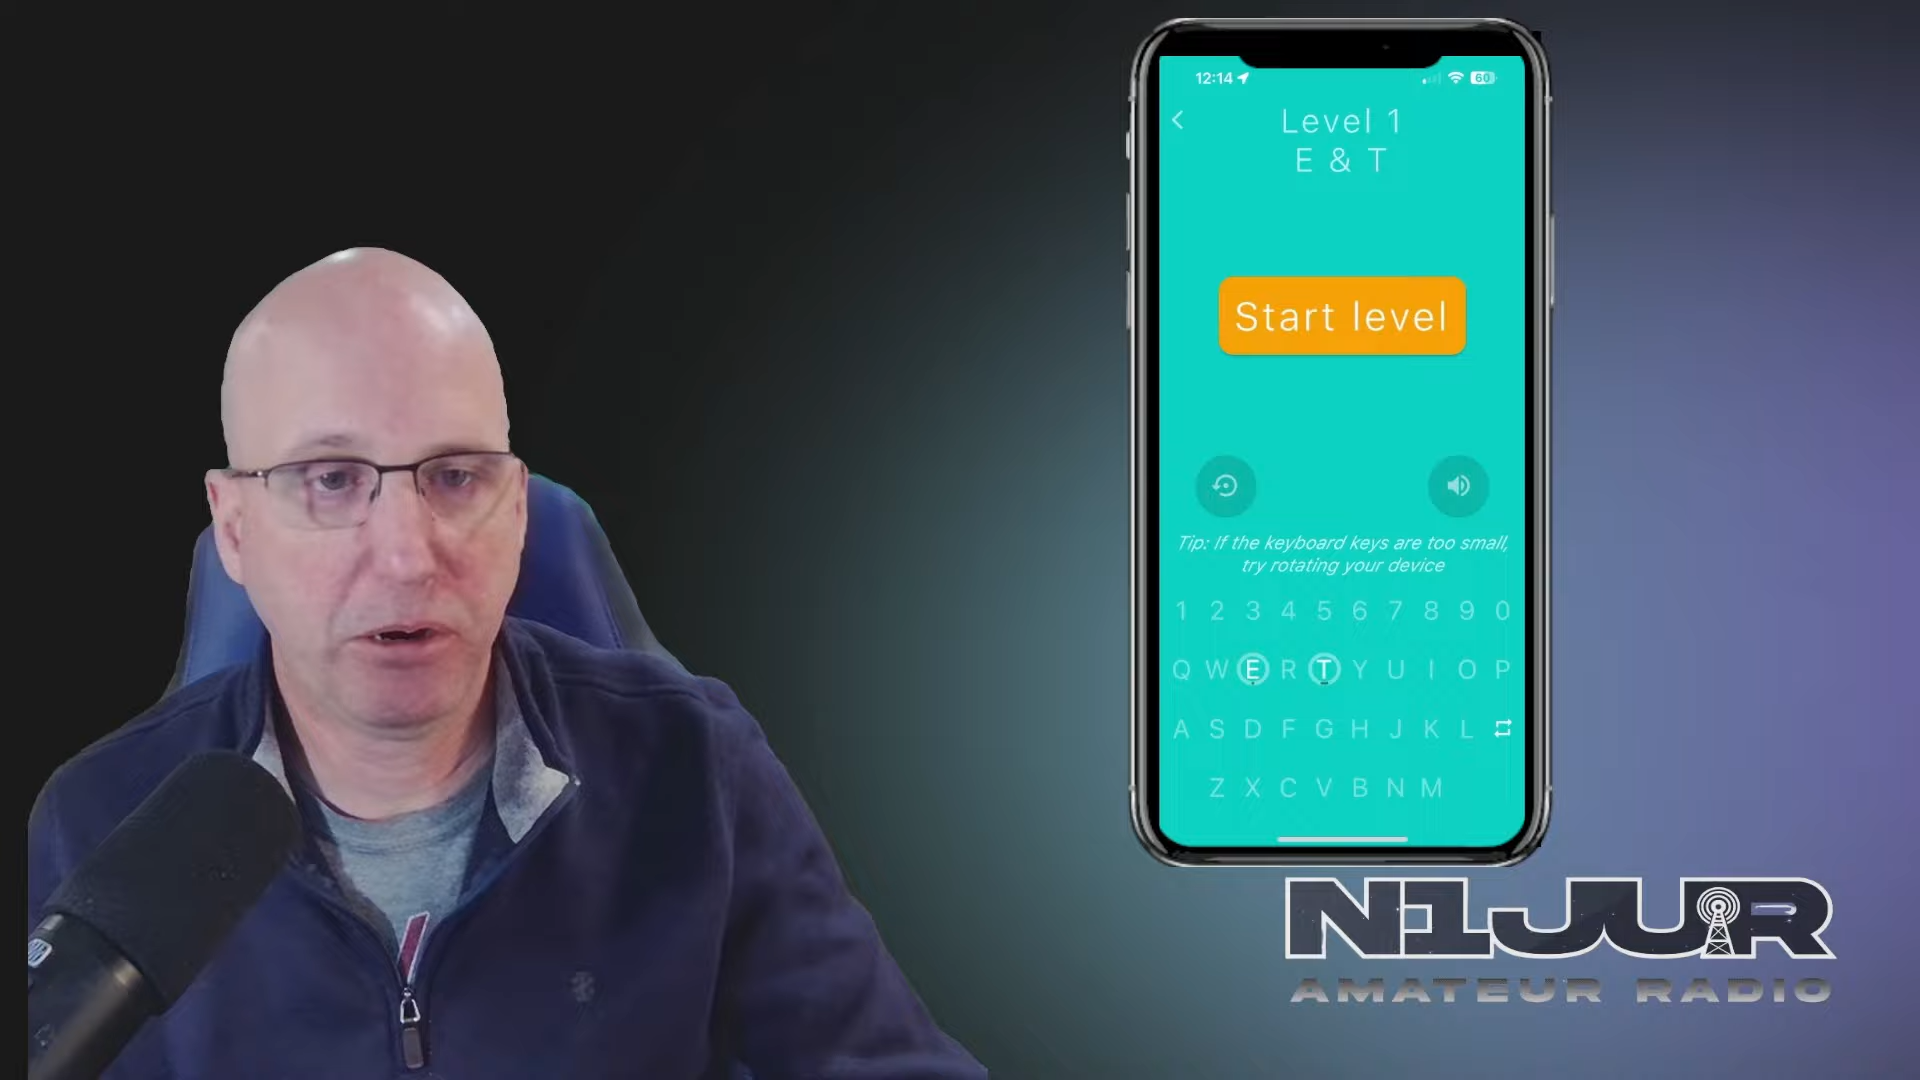 12:14
60
Level 1
E & T
Start level
Tip: If the keyboard keys are too small,
try rotating your device
1 2 3 4 5 6 7 8 9 0
Q W E R T Y U I O P
A S D F G H J K L
Z X C V B N M
N1JUR
AMATEUR RADIO